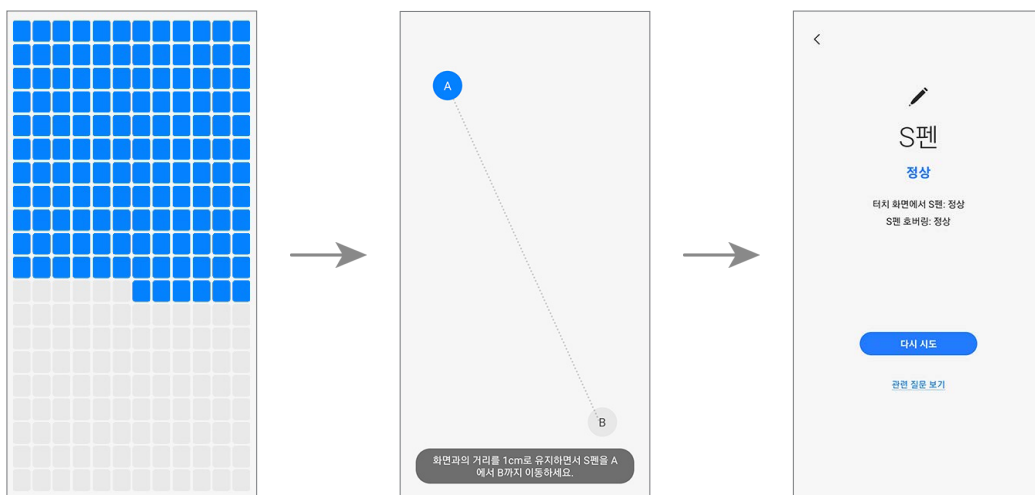 A
B
화면과의 거리를 1cm로 유지하면서 S펜을 A
에서 B까지 이동하세요.
S펜
정상
터치 화면에서 S펜: 정상
S펜 호버링: 정상
다시 시도
관련 질문 보기